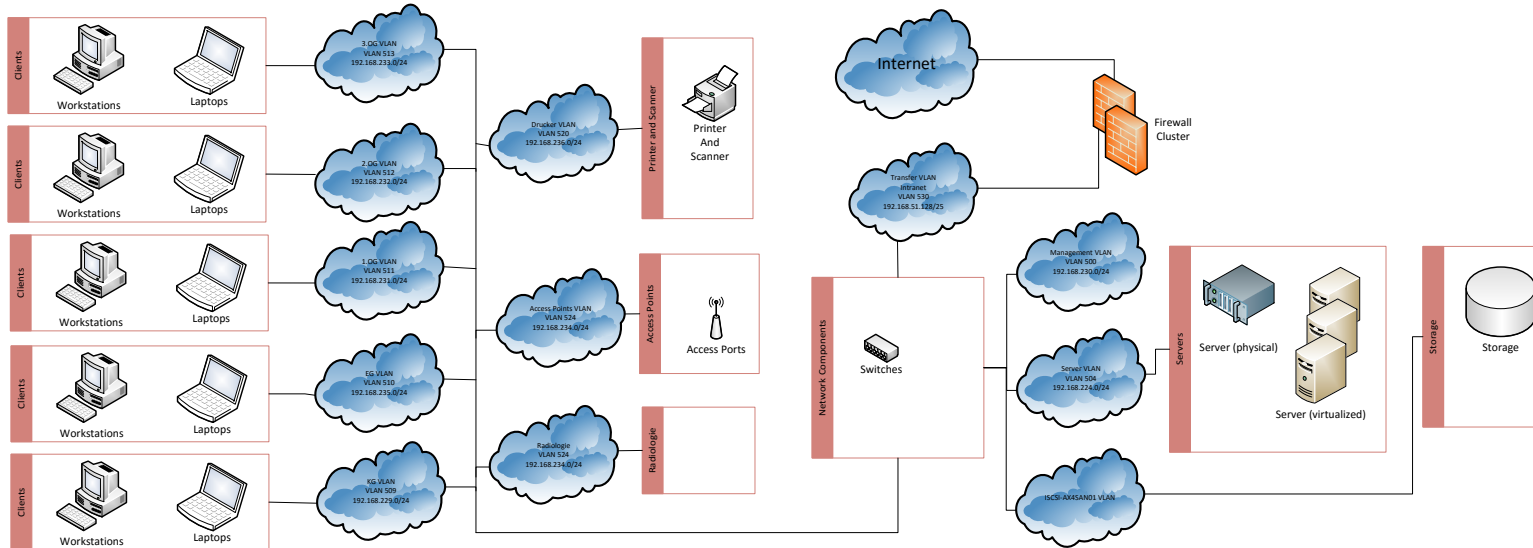 Clients
Workstations
Laptops
3.OG VLAN
VLAN 513
192.168.233.0/24
Clients
Workstations
Laptops
2.OG VLAN
VLAN 512
192.168.232.0/24
Clients
Workstations
Laptops
1.OG VLAN
VLAN 511
192.168.231.0/24
Clients
Workstations
Laptops
EG VLAN
VLAN 510
192.168.235.0/24
Clients
Workstations
Laptops
KG VLAN
VLAN 509
192.168.229.0/24
Drucker VLAN
VLAN 520
192.168.236.0/24
Printer and Scanner
Printer
And
Scanner
Access Points VLAN
VLAN 524
192.168.234.0/24
Access Points
Access Ports
Radiologie
VLAN 524
192.168.234.0/24
Radiologie
Internet
Firewall
Cluster
Transfer VLAN
Intranet
VLAN 530
192.168.51.128/25
Network Components
Switches
Management VLAN
VLAN 500
192.168.230.0/24
Server VLAN
VLAN 504
192.168.224.0/24
ISCSI-AX4SAN01 VLAN
Servers
Server (physical)
Server (virtualized)
Storage
Storage